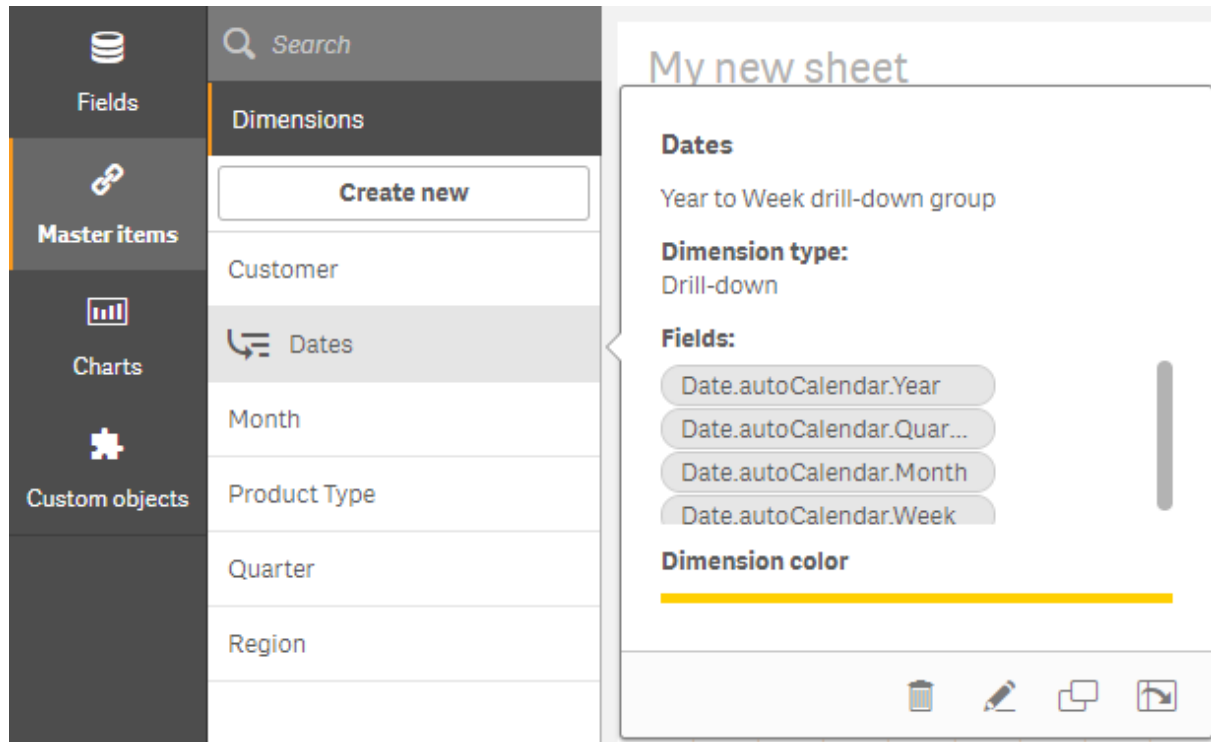 Fields
Master items
Charts
Custom objects
Search
Dimensions
Create new
Customer
Dates
Month
Product Type
Quarter
Region
My new sheet
Dates
Year to Week drill-down group
Dimension type:
Drill-down
Fields:
Date.autoCalendar.Year
Date.autoCalendar.Quar...
Date.autoCalendar.Month
Date.autoCalendar.Week
Dimension color